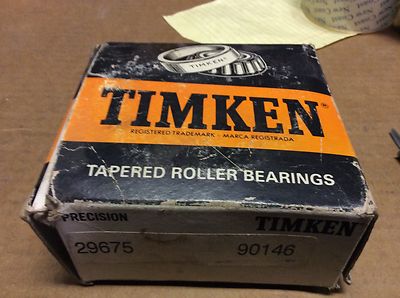 TIMKEN
TIMKEN®
REGISTERED TRADEMARK - MARCA REGISTRADA
TAPERED ROLLER BEARINGS
PRECISION TIMKEN
29675 90146